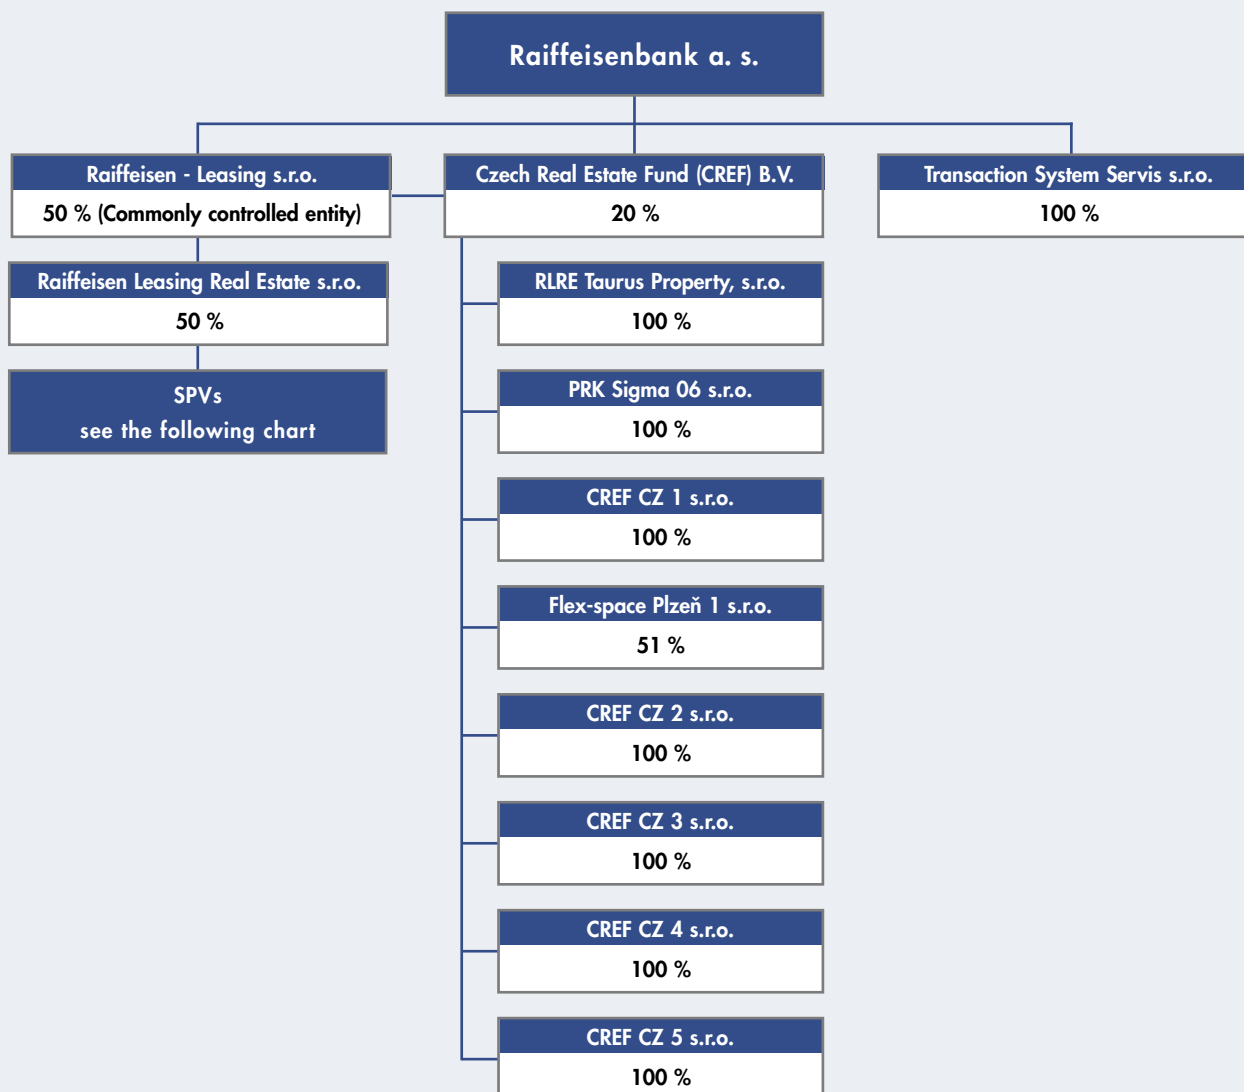 Raiffeisenbank a. s.
Raiffeisen - Leasing s.r.o.
50 % (Commonly controlled entity)
Czech Real Estate Fund (CREF) B.V.
20 %
Transaction System Servis s.r.o.
100 %
Raiffeisen Leasing Real Estate s.r.o.
50 %
SPVs
see the following chart
RLRE Taurus Property, s.r.o.
100 %
PRK Sigma 06 s.r.o.
100 %
CREF CZ 1 s.r.o.
100 %
Flex-space Plzeň 1 s.r.o.
51 %
CREF CZ 2 s.r.o.
100 %
CREF CZ 3 s.r.o.
100 %
CREF CZ 4 s.r.o.
100 %
CREF CZ 5 s.r.o.
100 %